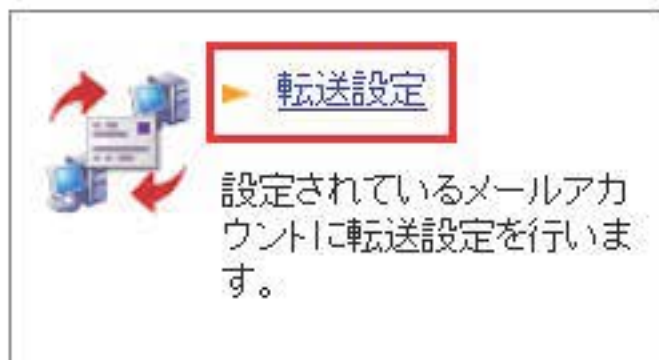 転送設定
設定されているメールアカ
ウントに転送設定を行いま
す。